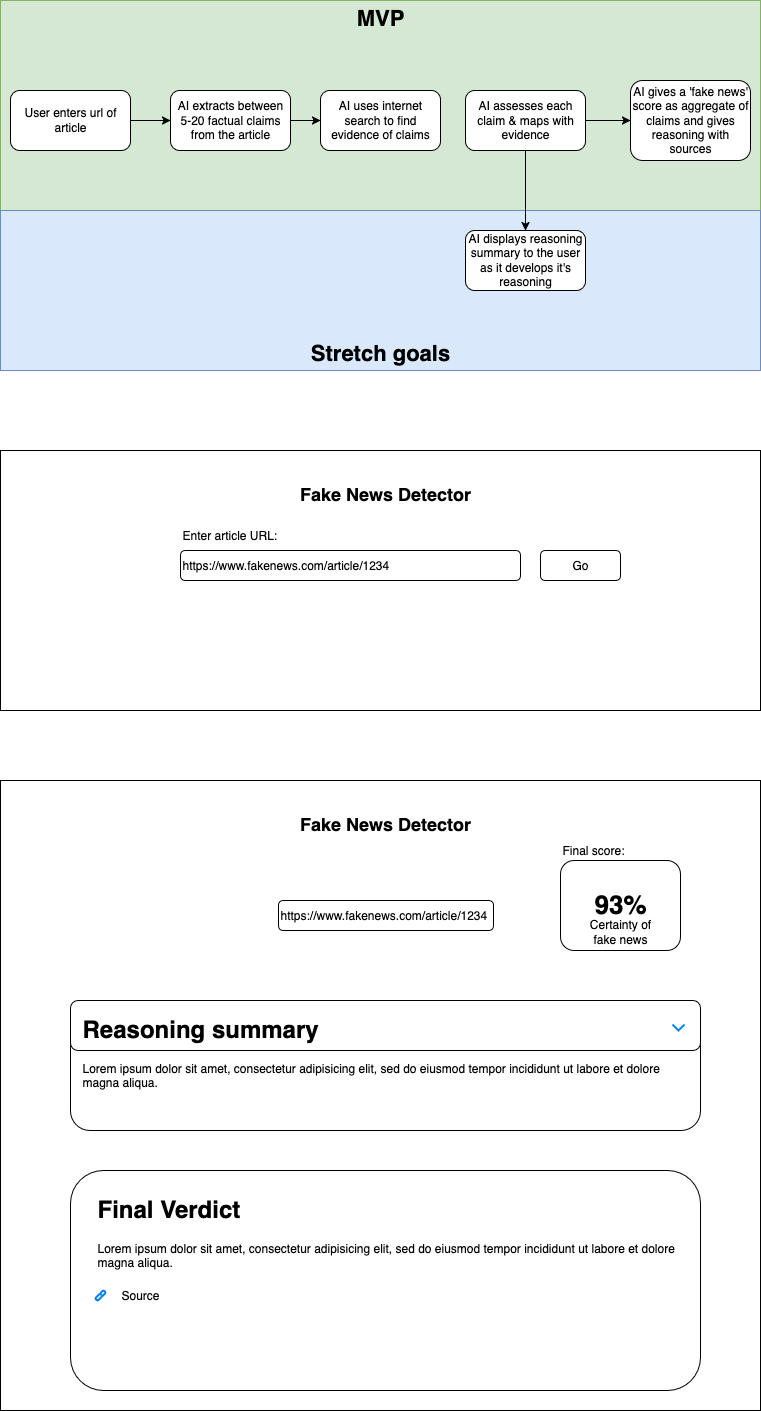 MVP
User enters url of
article
AI extracts between
5-20 factual claims
from the article
AI uses internet
search to find
evidence of claims
AI assesses each
claim & maps with
evidence
AI gives a 'fake news'
score as aggregate of
claims and gives
reasoning with
sources
AI displays reasoning
summary to the user
as it develops it's
reasoning
Stretch goals
Fake News Detector
Enter article URL:
https://www.fakenews.com/article/1234
Go
Fake News Detector
Final score:
https://www.fakenews.com/article/1234
93%
Certainty of
fake news
Reasoning summary
Lorem ipsum dolor sit amet, consectetur adipisicing elit, sed do eiusmod tempor incididunt ut labore et dolore
magna aliqua.
Final Verdict
Lorem ipsum dolor sit amet, consectetur adipisicing elit, sed do eiusmod tempor incididunt ut labore et dolore
magna aliqua.
Source